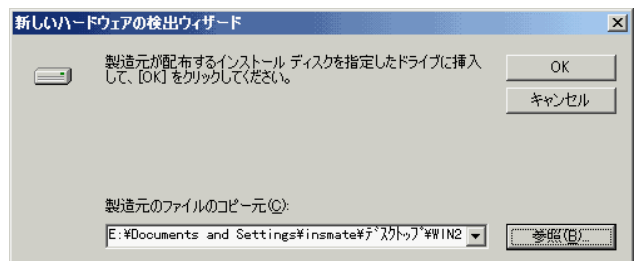 新しいハードウェアの検出ウィザード
製造元が配布するインストール ディスクを指定したドライブに挿入
して、[OK] をクリックしてください。
OK
キャンセル
製造元のファイルのコピー元(C):
E:¥Documents and Settings¥insmate¥ﾃﾞｽｸﾄｯﾌﾟ¥WIN2
参照(B)...